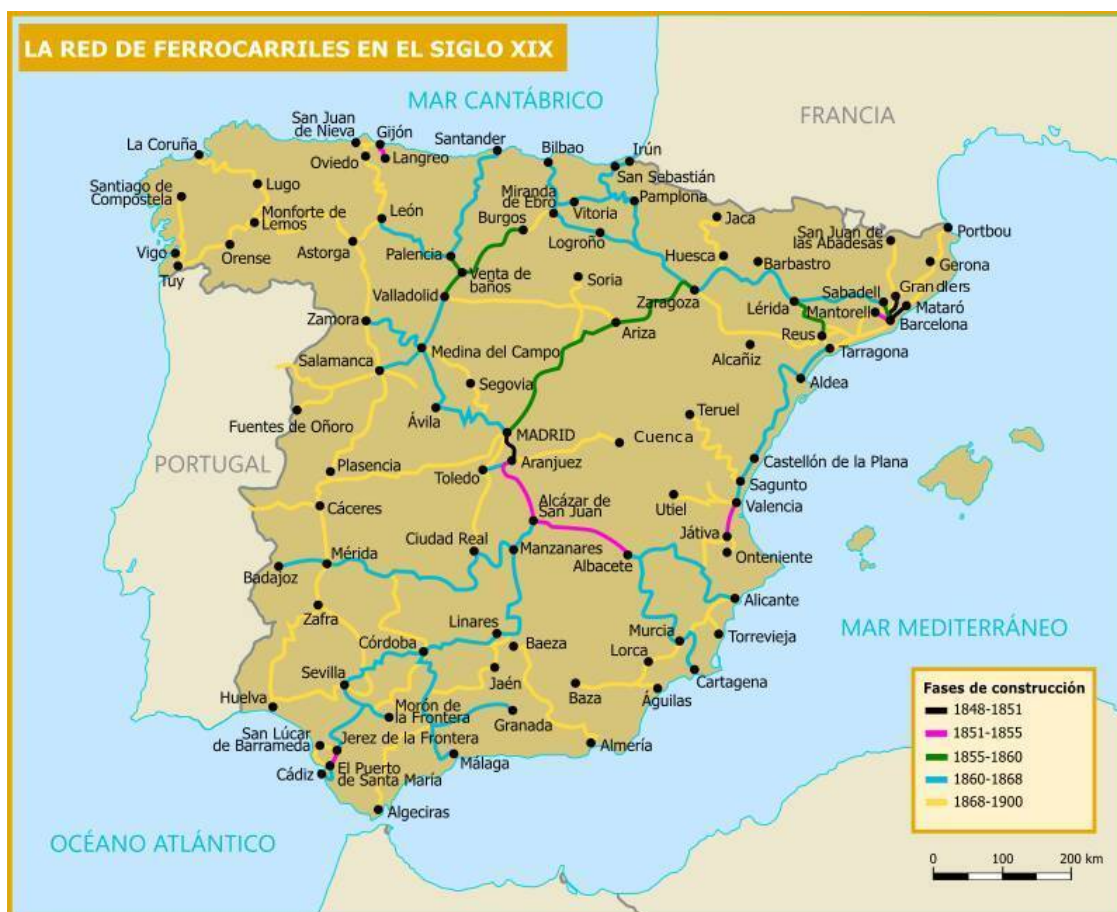 LA RED DE FERROCARRILES EN EL SIGLO XIX
MAR CANTÁBRICO
FRANCIA
San Juan
de Nieva
Gijón
Santander
Bilbao
Irún
La Coruña
Oviedo
Langreo
San Sebastián
Lugo
Santiago de
Compostela
Miranda
de Ebro
Vitoria
Pamplona
Monforte de
Lemos
León
Burgos
Logroño
Jaca
San Juan de
las Abadesas
Portbou
Vigo
Orense
Astorga
Palencia
Huesca
Barbastro
Gerona
Tuy
Venta de
baños
Soria
Sabadell
Grandlers
Valladolid
Zaragoza
Lérida
Mantorell
Mataró
Barcelona
Zamora
Ariza
Reus
Tarragona
Salamanca
Medina del Campo
Alcañiz
Segovia
Aldea
Fuentes de Oñoro
Ávila
Teruel
MADRID
Cuenca
PORTUGAL
Plasencia
Toledo
Aranjuez
Castellón de la Plana
Sagunto
Cáceres
Alcázar de
San Juan
Utiel
Valencia
Ciudad Real
Manzanares
Játiva
Mérida
Albacete
Onteniente
Badajoz
Alicante
Zafra
Linares
Murcia
Torrevieja
MAR MEDITERRÁNEO
Córdoba
Baeza
Lorca
Sevilla
Jaén
Baza
Cartagena
Huelva
Morón de
la Frontera
Granada
Águilas
San Lúcar
de Barrameda
Jerez de la Frontera
Almería
Cádiz
El Puerto
de Santa María
Málaga
Algeciras
OCÉANO ATLÁNTICO
Fases de construcción
1848-1851
1851-1855
1855-1860
1860-1868
1868-1900
0 100 200 km